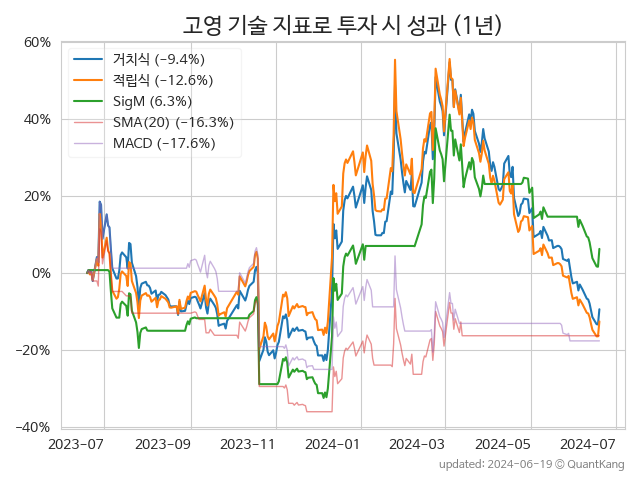 고영 기술 지표로 투자 시 성과 (1년)
60%
40%
20%
0%
−20%
−40%
거치식 (−9.4%)
적립식 (−12.6%)
SigM (6.3%)
SMA(20) (−16.3%)
MACD (−17.6%)
2023−07
2023−09
2023−11
2024−01
2024−03
2024−05
2024−07
updated: 2024-06-19 © QuantKang